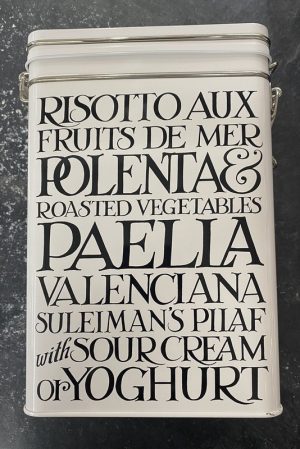 RISOTTO AUX
FRUITS DE MER
POLENTA &
ROASTED VEGETABLES
PAELLA
VALENCIANA
SULEIMAN'S PILAF
with SOUR CREAM
or YOGHURT